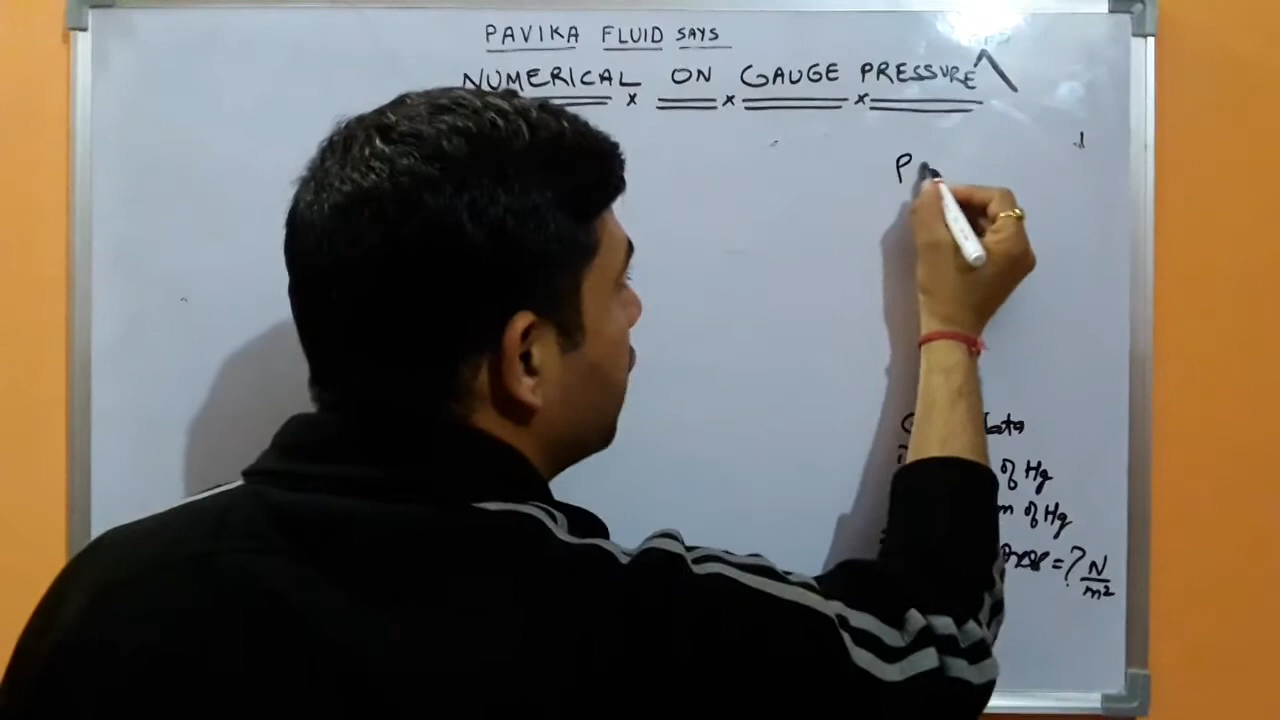 PAVIKA FLUID SAYS
NUMERICAL ON GAUGE PRESSURE
P
of Hg
of Hg
= ? N/m²